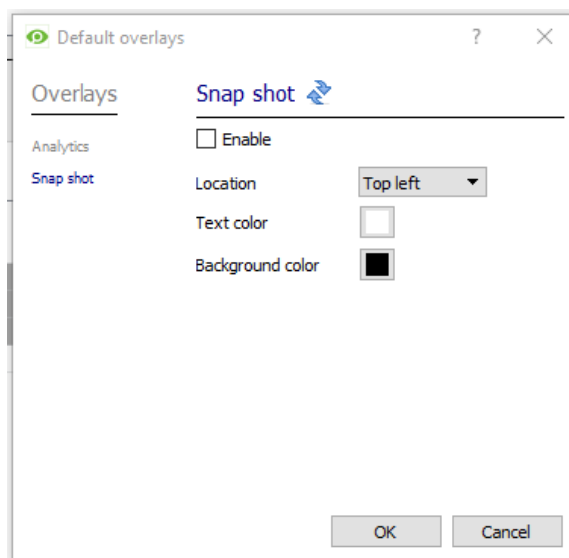 Default overlays ?
Overlays
Snap shot
Analytics
Enable
Snap shot
Location Top left
Text color
Background color
OK Cancel